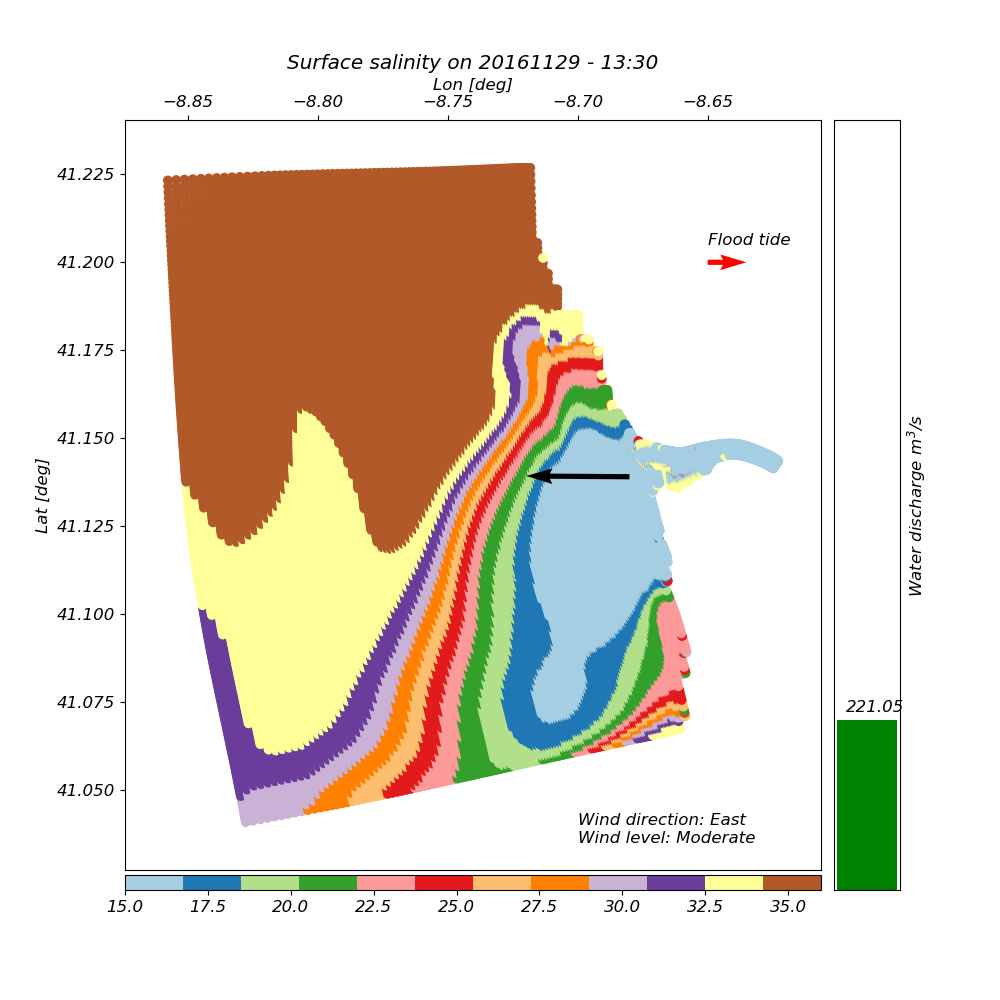 Surface salinity on 20161129 - 13:30
Lon [deg]
−8.85 −8.80 −8.75 −8.70 −8.65
41.225
41.200
41.175
41.150
41.125
41.100
41.075
41.050
Lat [deg]
Flood tide
Wind direction: East
Wind level: Moderate
221.05
Water discharge m³/s
15.0 17.5 20.0 22.5 25.0 27.5 30.0 32.5 35.0